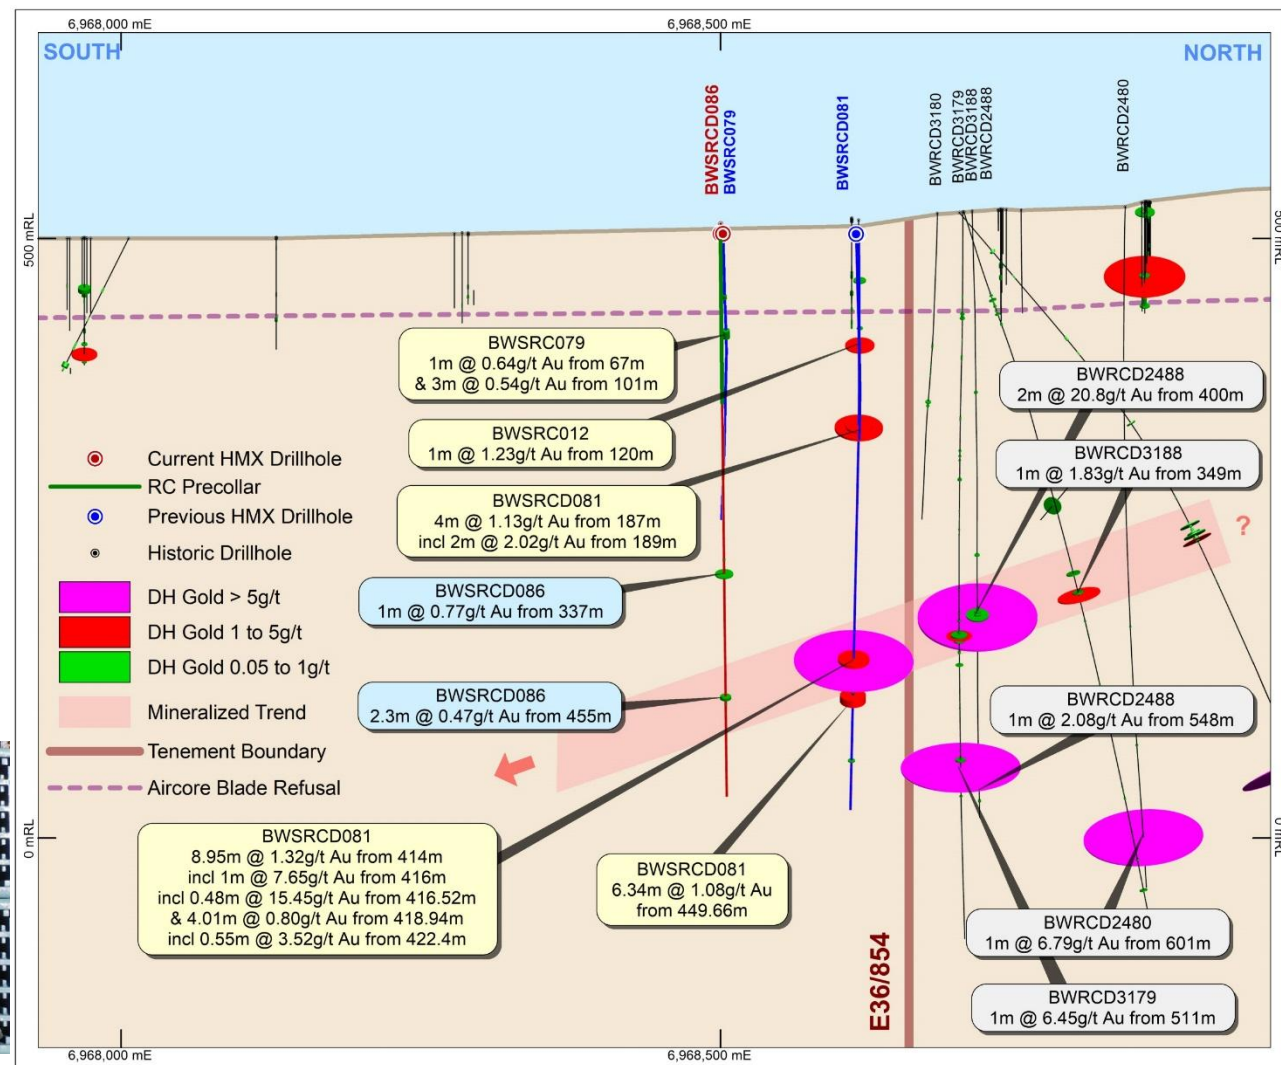 6,968,000 mE
6,968,500 mE
SOUTH
NORTH
BWSRCD086
BWSRC079
BWSRCD081
BWRCD3180
BWRCD3179
BWRCD3188
BWRCD2488
BWRCD2480
500 mRL
500 mRL
BWSRC079
1m @ 0.64g/t Au from 67m
& 3m @ 0.54g/t Au from 101m
BWRCD2488
2m @ 20.8g/t Au from 400m
BWSRC012
1m @ 1.23g/t Au from 120m
BWRCD3188
1m @ 1.83g/t Au from 349m
BWSRCD081
4m @ 1.13g/t Au from 187m
incl 2m @ 2.02g/t Au from 189m
?
Current HMX Drillhole
RC Precollar
Previous HMX Drillhole
Historic Drillhole
DH Gold > 5g/t
DH Gold 1 to 5g/t
DH Gold 0.05 to 1g/t
Mineralized Trend
Tenement Boundary
Aircore Blade Refusal
BWSRCD086
1m @ 0.77g/t Au from 337m
BWSRCD086
2.3m @ 0.47g/t Au from 455m
BWRCD2488
1m @ 2.08g/t Au from 548m
0 mRL
0 mRL
BWSRCD081
8.95m @ 1.32g/t Au from 414m
incl 1m @ 7.65g/t Au from 416m
incl 0.48m @ 15.45g/t Au from 416.52m
& 4.01m @ 0.80g/t Au from 418.94m
incl 0.55m @ 3.52g/t Au from 422.4m
BWSRCD081
6.34m @ 1.08g/t Au
from 449.66m
BWRCD2480
1m @ 6.79g/t Au from 601m
E36/854
BWRCD3179
1m @ 6.45g/t Au from 511m
6,968,000 mE
6,968,500 mE